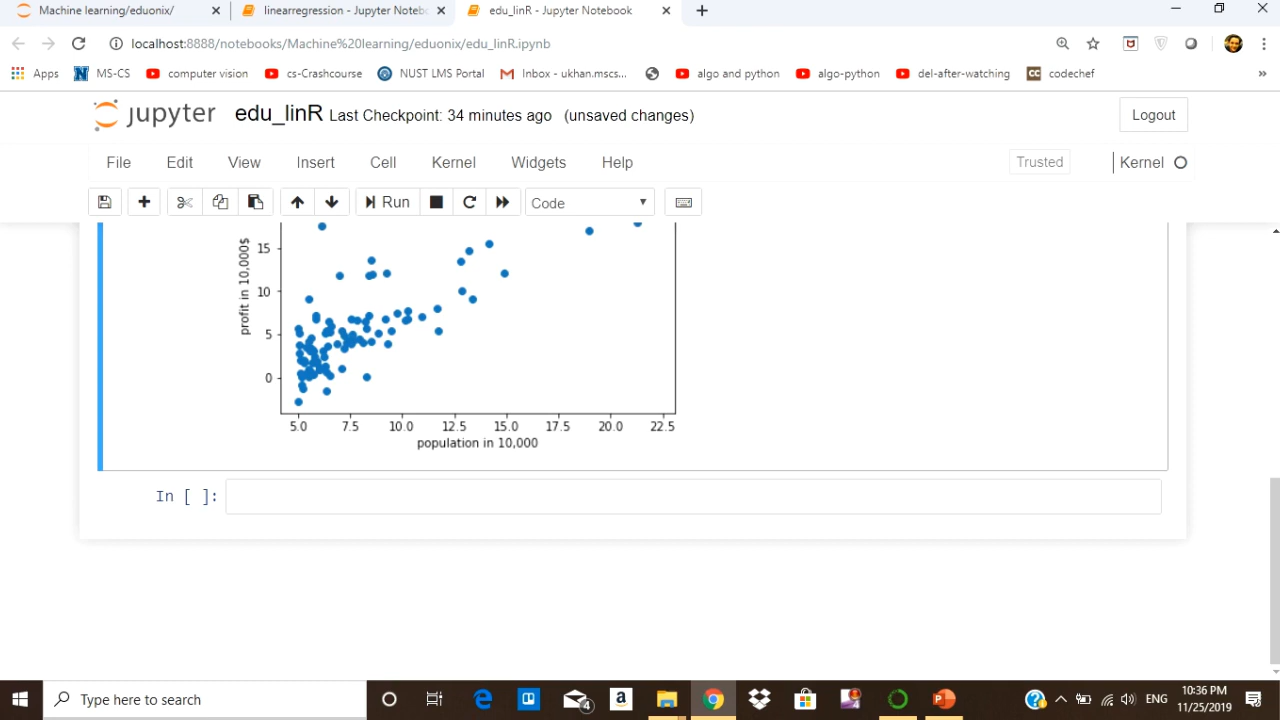 Machine learning/eduonix/
linearregression - Jupyter Noteb
edu_linR - Jupyter Notebook
localhost:8888/notebooks/Machine%20learning/eduonix/edu_linR.ipynb
Apps
MS-CS
computer vision
cs-Crashcourse
NUST LMS Portal
Inbox - ukhan.mscs...
algo and python
algo-python
del-after-watching
CC codechef
»
jupyter edu_linR Last Checkpoint: 34 minutes ago (unsaved changes)
Logout
File Edit View Insert Cell Kernel Widgets Help
Trusted
Kernel
Run
Code
profit in 10,000$
15
10
5
0
5.0 7.5 10.0 12.5 15.0 17.5 20.0 22.5
population in 10,000
In [ ]:
Type here to search
4
ENG
10:36 PM
11/25/2019